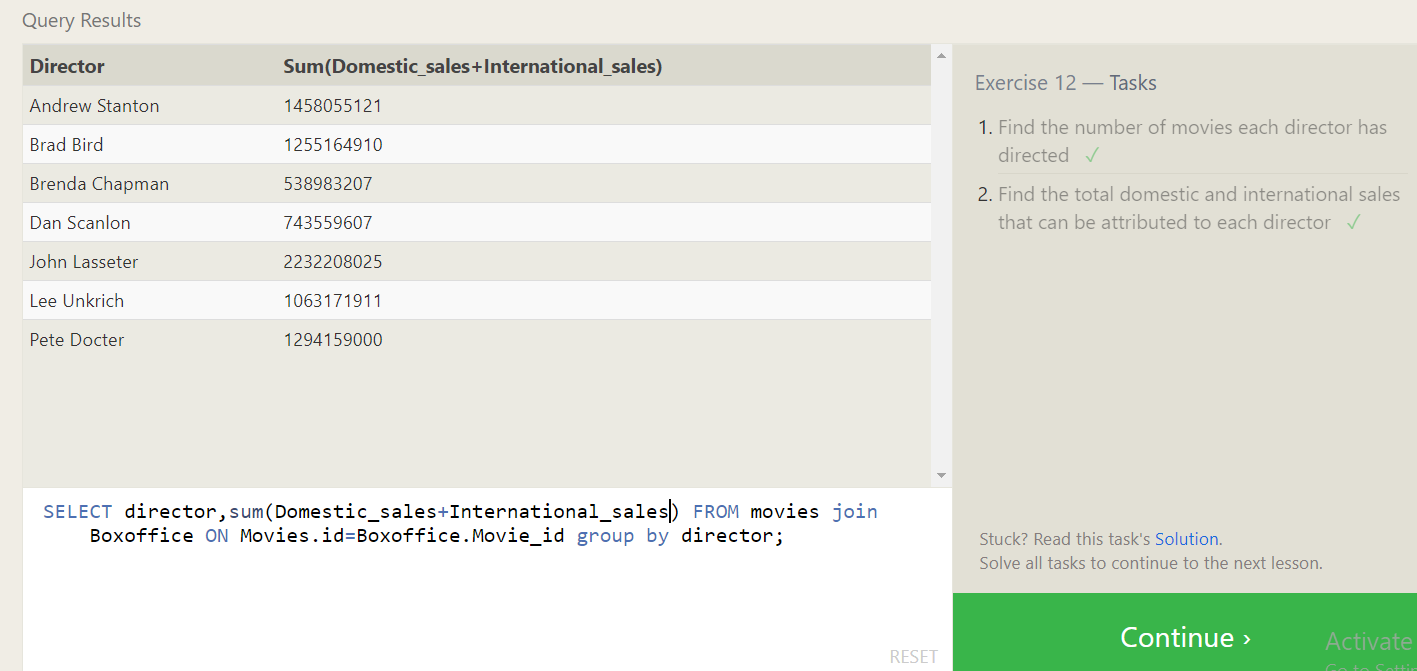 Query Results
Director Sum(Domestic_sales+International_sales)
Andrew Stanton 1458055121
Brad Bird 1255164910
Brenda Chapman 538983207
Dan Scanlon 743559607
John Lasseter 2232208025
Lee Unkrich 1063171911
Pete Docter 1294159000
SELECT director,sum(Domestic_sales+International_sales) FROM movies join
Boxoffice ON Movies.id=Boxoffice.Movie_id group by director;
RESET
Exercise 12 — Tasks
1. Find the number of movies each director has
directed ✓
2. Find the total domestic and international sales
that can be attributed to each director ✓
Stuck? Read this task's Solution.
Solve all tasks to continue to the next lesson.
Continue ›
Activate
Go to Settin